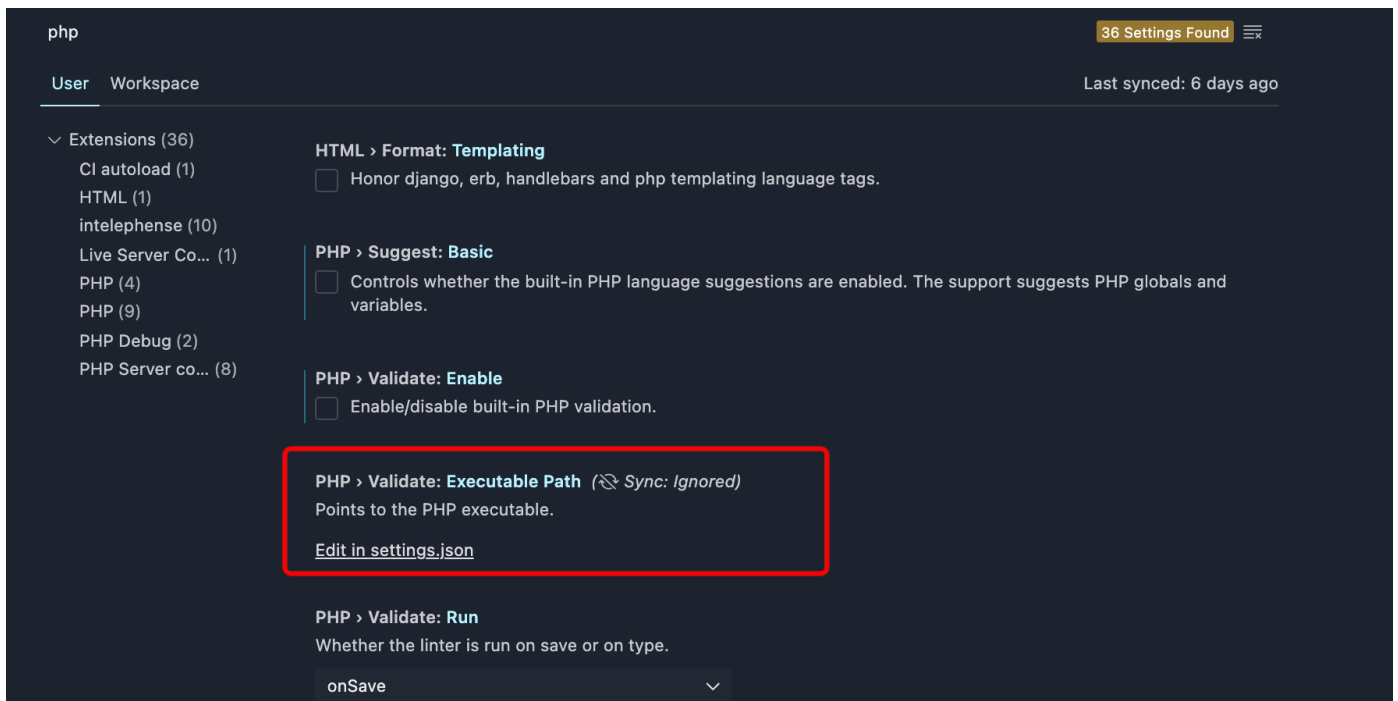 php
36 Settings Found
User Workspace
Last synced: 6 days ago
Extensions (36)
CI autoload (1)
HTML (1)
intelephense (10)
Live Server Co... (1)
PHP (4)
PHP (9)
PHP Debug (2)
PHP Server co... (8)
HTML › Format: Templating
Honor django, erb, handlebars and php templating language tags.
PHP › Suggest: Basic
Controls whether the built-in PHP language suggestions are enabled. The support suggests PHP globals and
variables.
PHP › Validate: Enable
Enable/disable built-in PHP validation.
PHP › Validate: Executable Path (Sync: Ignored)
Points to the PHP executable.
Edit in settings.json
PHP › Validate: Run
Whether the linter is run on save or on type.
onSave